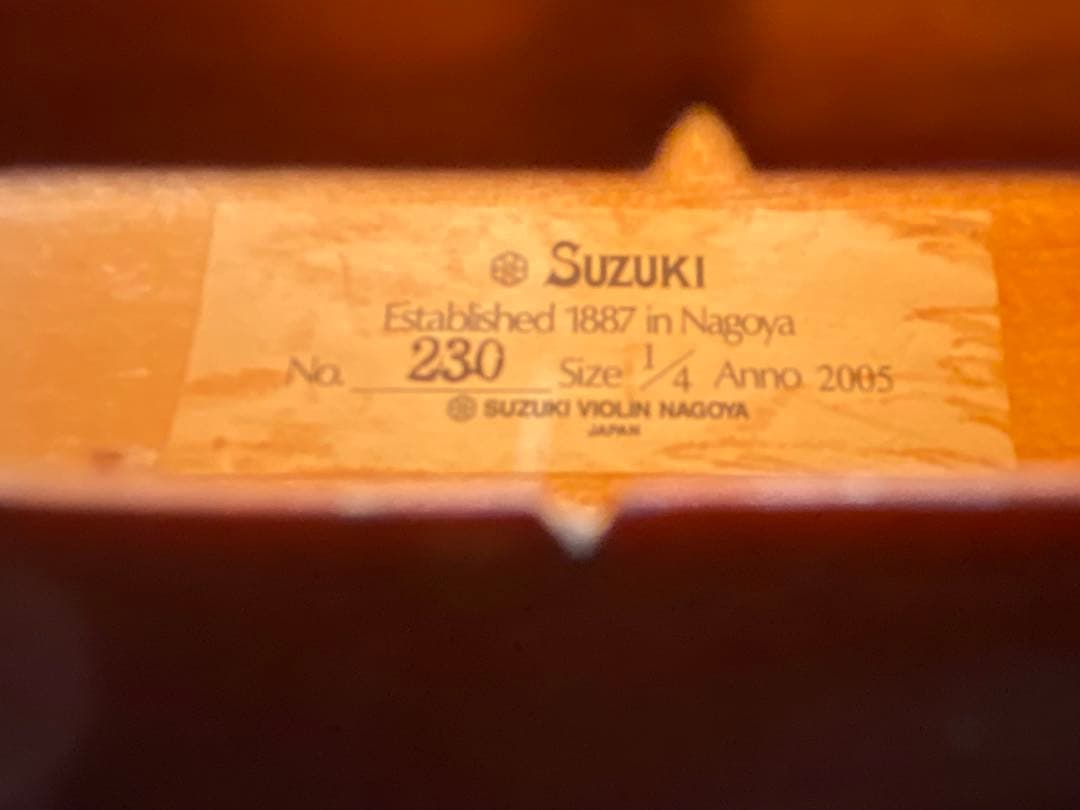 SUZUKI
Established 1887 in Nagoya
No. 230 Size 1/4 Anno 2005
SUZUKI VIOLIN NAGOYA
JAPAN